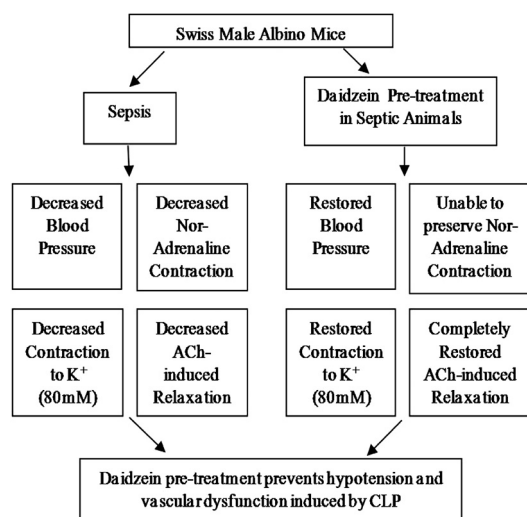 Swiss Male Albino Mice
Sepsis
Daidzein Pre-treatment
in Septic Animals
Decreased
Blood
Pressure
Decreased
Nor-
Adrenaline
Contraction
Restored
Blood
Pressure
Unable to
preserve Nor-
Adrenaline
Contraction
Decreased
Contraction
to K⁺
(80mM)
Decreased
ACh-
induced
Relaxation
Restored
Contraction
to K⁺
(80mM)
Completely
Restored
ACh-induced
Relaxation
Daidzein pre-treatment prevents hypotension and
vascular dysfunction induced by CLP